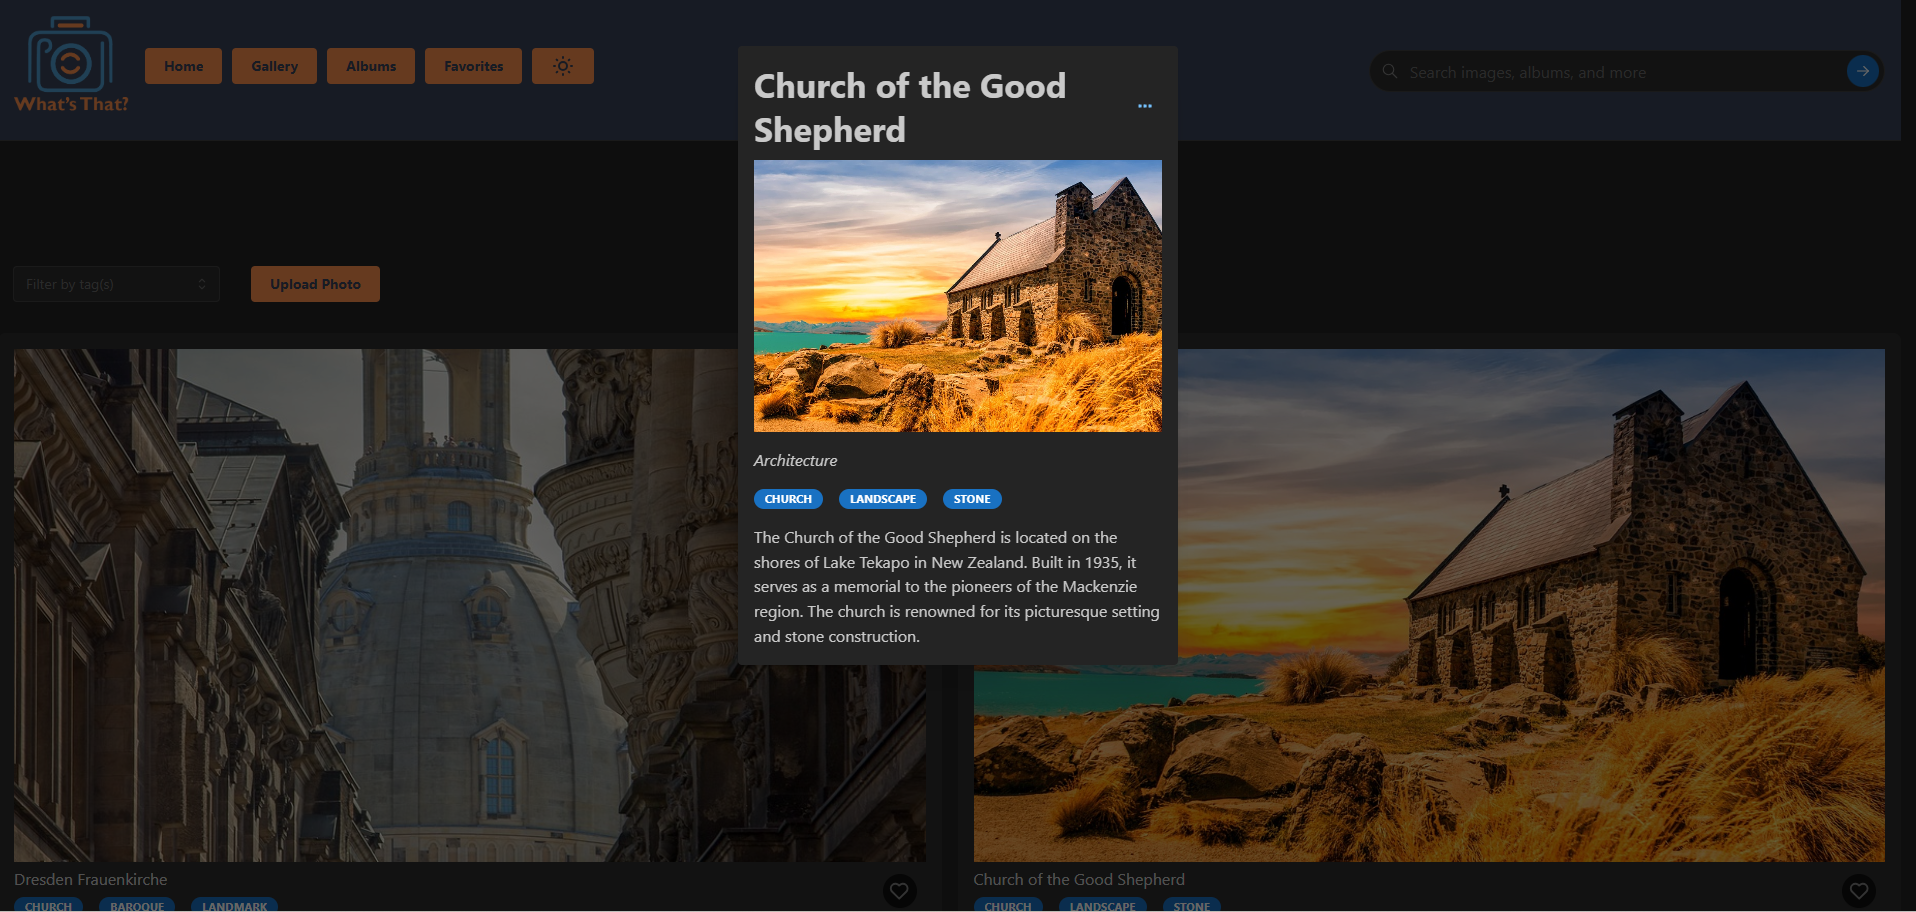 What's That?
Home
Gallery
Albums
Favorites
Search images, albums, and more
Filter by tag(s)
Upload Photo
Church of the Good
Shepherd
Architecture
CHURCH LANDSCAPE STONE
The Church of the Good Shepherd is located on the
shores of Lake Tekapo in New Zealand. Built in 1935, it
serves as a memorial to the pioneers of the Mackenzie
region. The church is renowned for its picturesque setting
and stone construction.
Dresden Frauenkirche
CHURCH BAROQUE LANDMARK
Church of the Good Shepherd
CHURCH LANDSCAPE STONE